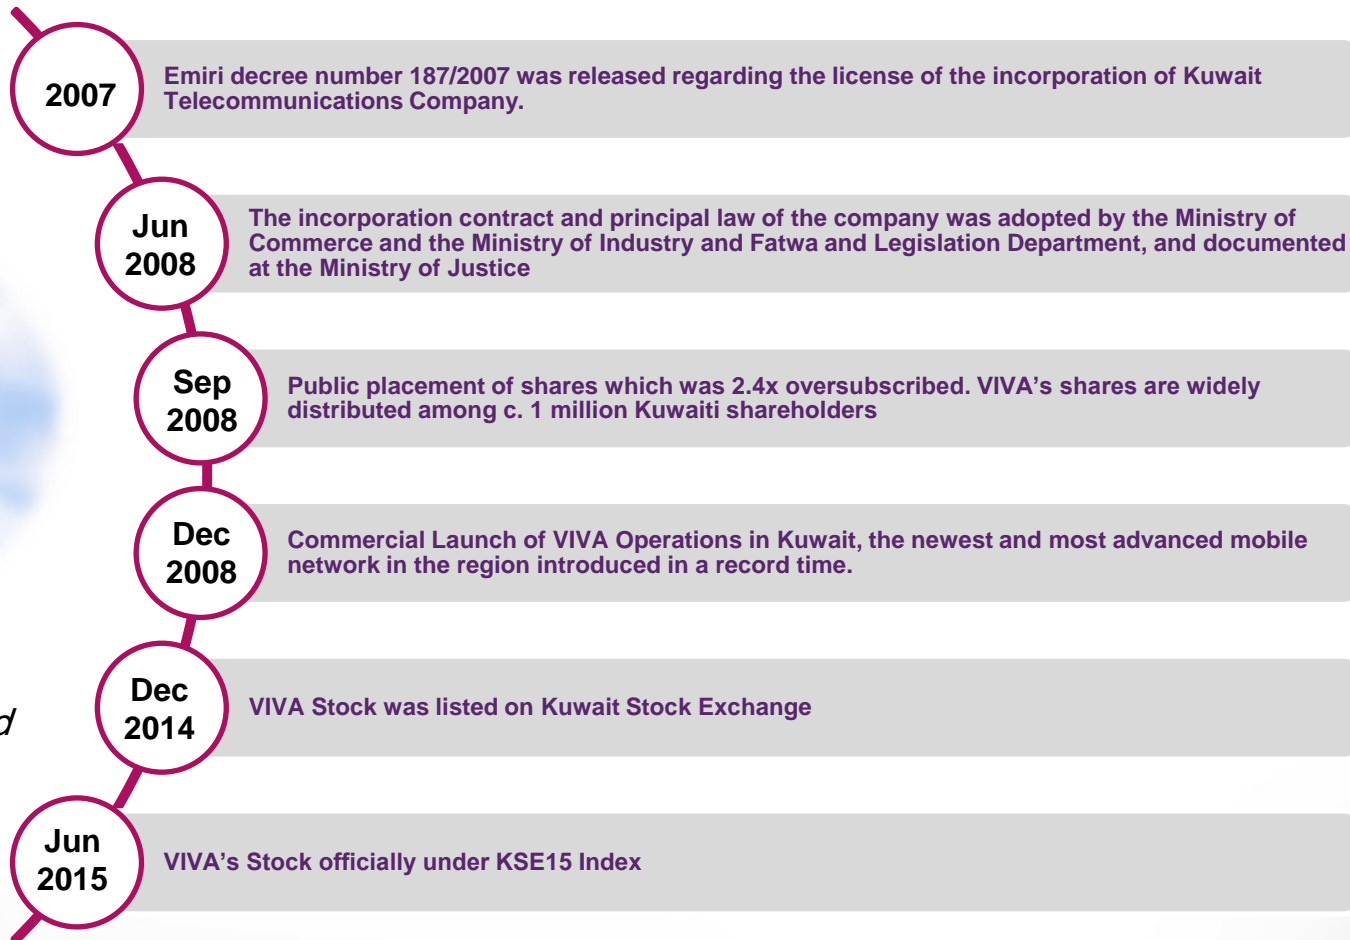 2007
Emiri decree number 187/2007 was released regarding the license of the incorporation of Kuwait
Telecommunications Company.
Jun
2008
The incorporation contract and principal law of the company was adopted by the Ministry of
Commerce and the Ministry of Industry and Fatwa and Legislation Department, and documented
at the Ministry of Justice
Sep
2008
Public placement of shares which was 2.4x oversubscribed. VIVA’s shares are widely
distributed among c. 1 million Kuwaiti shareholders
Dec
2008
Commercial Launch of VIVA Operations in Kuwait, the newest and most advanced mobile
network in the region introduced in a record time.
Dec
2014
VIVA Stock was listed on Kuwait Stock Exchange
Jun
2015
VIVA’s Stock officially under KSE15 Index